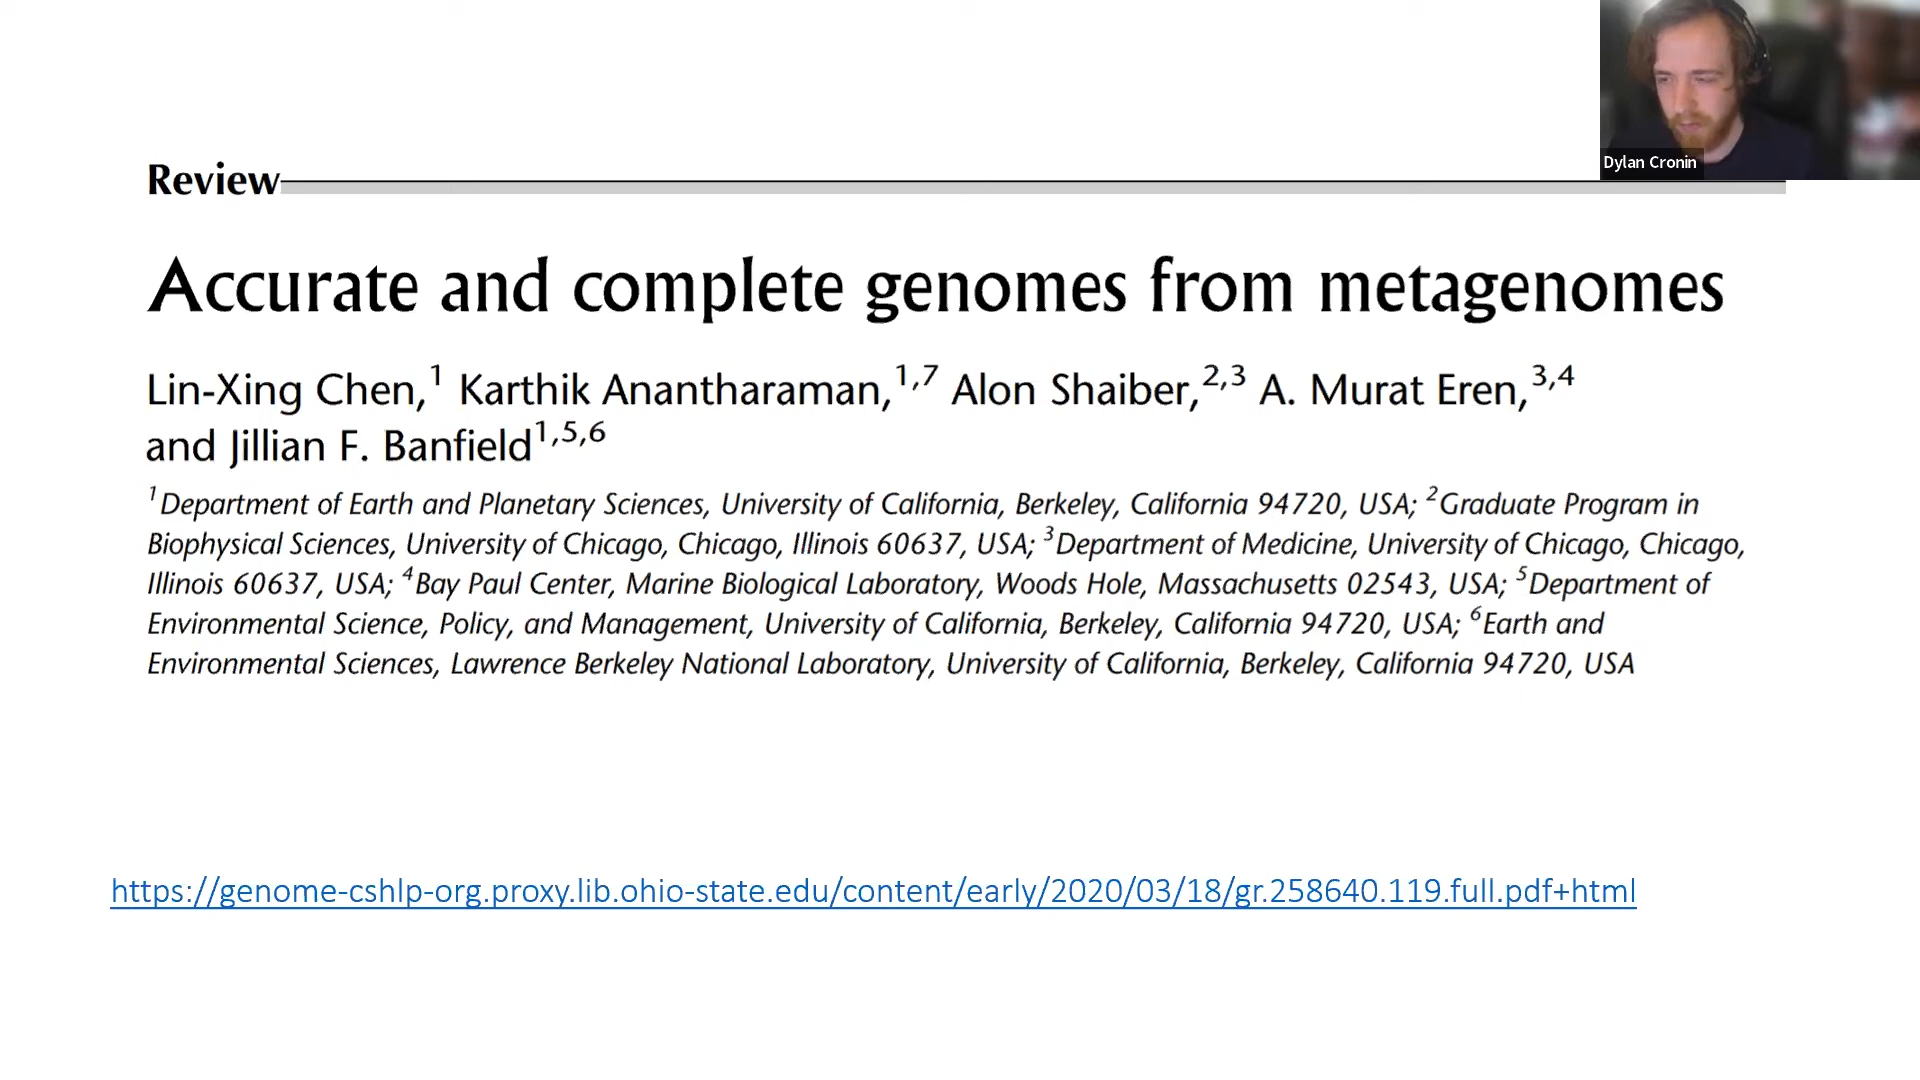 Dylan Cronin
Review
Accurate and complete genomes from metagenomes
Lin-Xing Chen,1 Karthik Anantharaman,1,7 Alon Shaiber,2,3 A. Murat Eren,3,4
and Jillian F. Banfield1,5,6
1Department of Earth and Planetary Sciences, University of California, Berkeley, California 94720, USA; 2Graduate Program in
Biophysical Sciences, University of Chicago, Chicago, Illinois 60637, USA; 3Department of Medicine, University of Chicago, Chicago,
Illinois 60637, USA; 4Bay Paul Center, Marine Biological Laboratory, Woods Hole, Massachusetts 02543, USA; 5Department of
Environmental Science, Policy, and Management, University of California, Berkeley, California 94720, USA; 6Earth and
Environmental Sciences, Lawrence Berkeley National Laboratory, University of California, Berkeley, California 94720, USA
https://genome-cshlp-org.proxy.lib.ohio-state.edu/content/early/2020/03/18/gr.258640.119.full.pdf+html